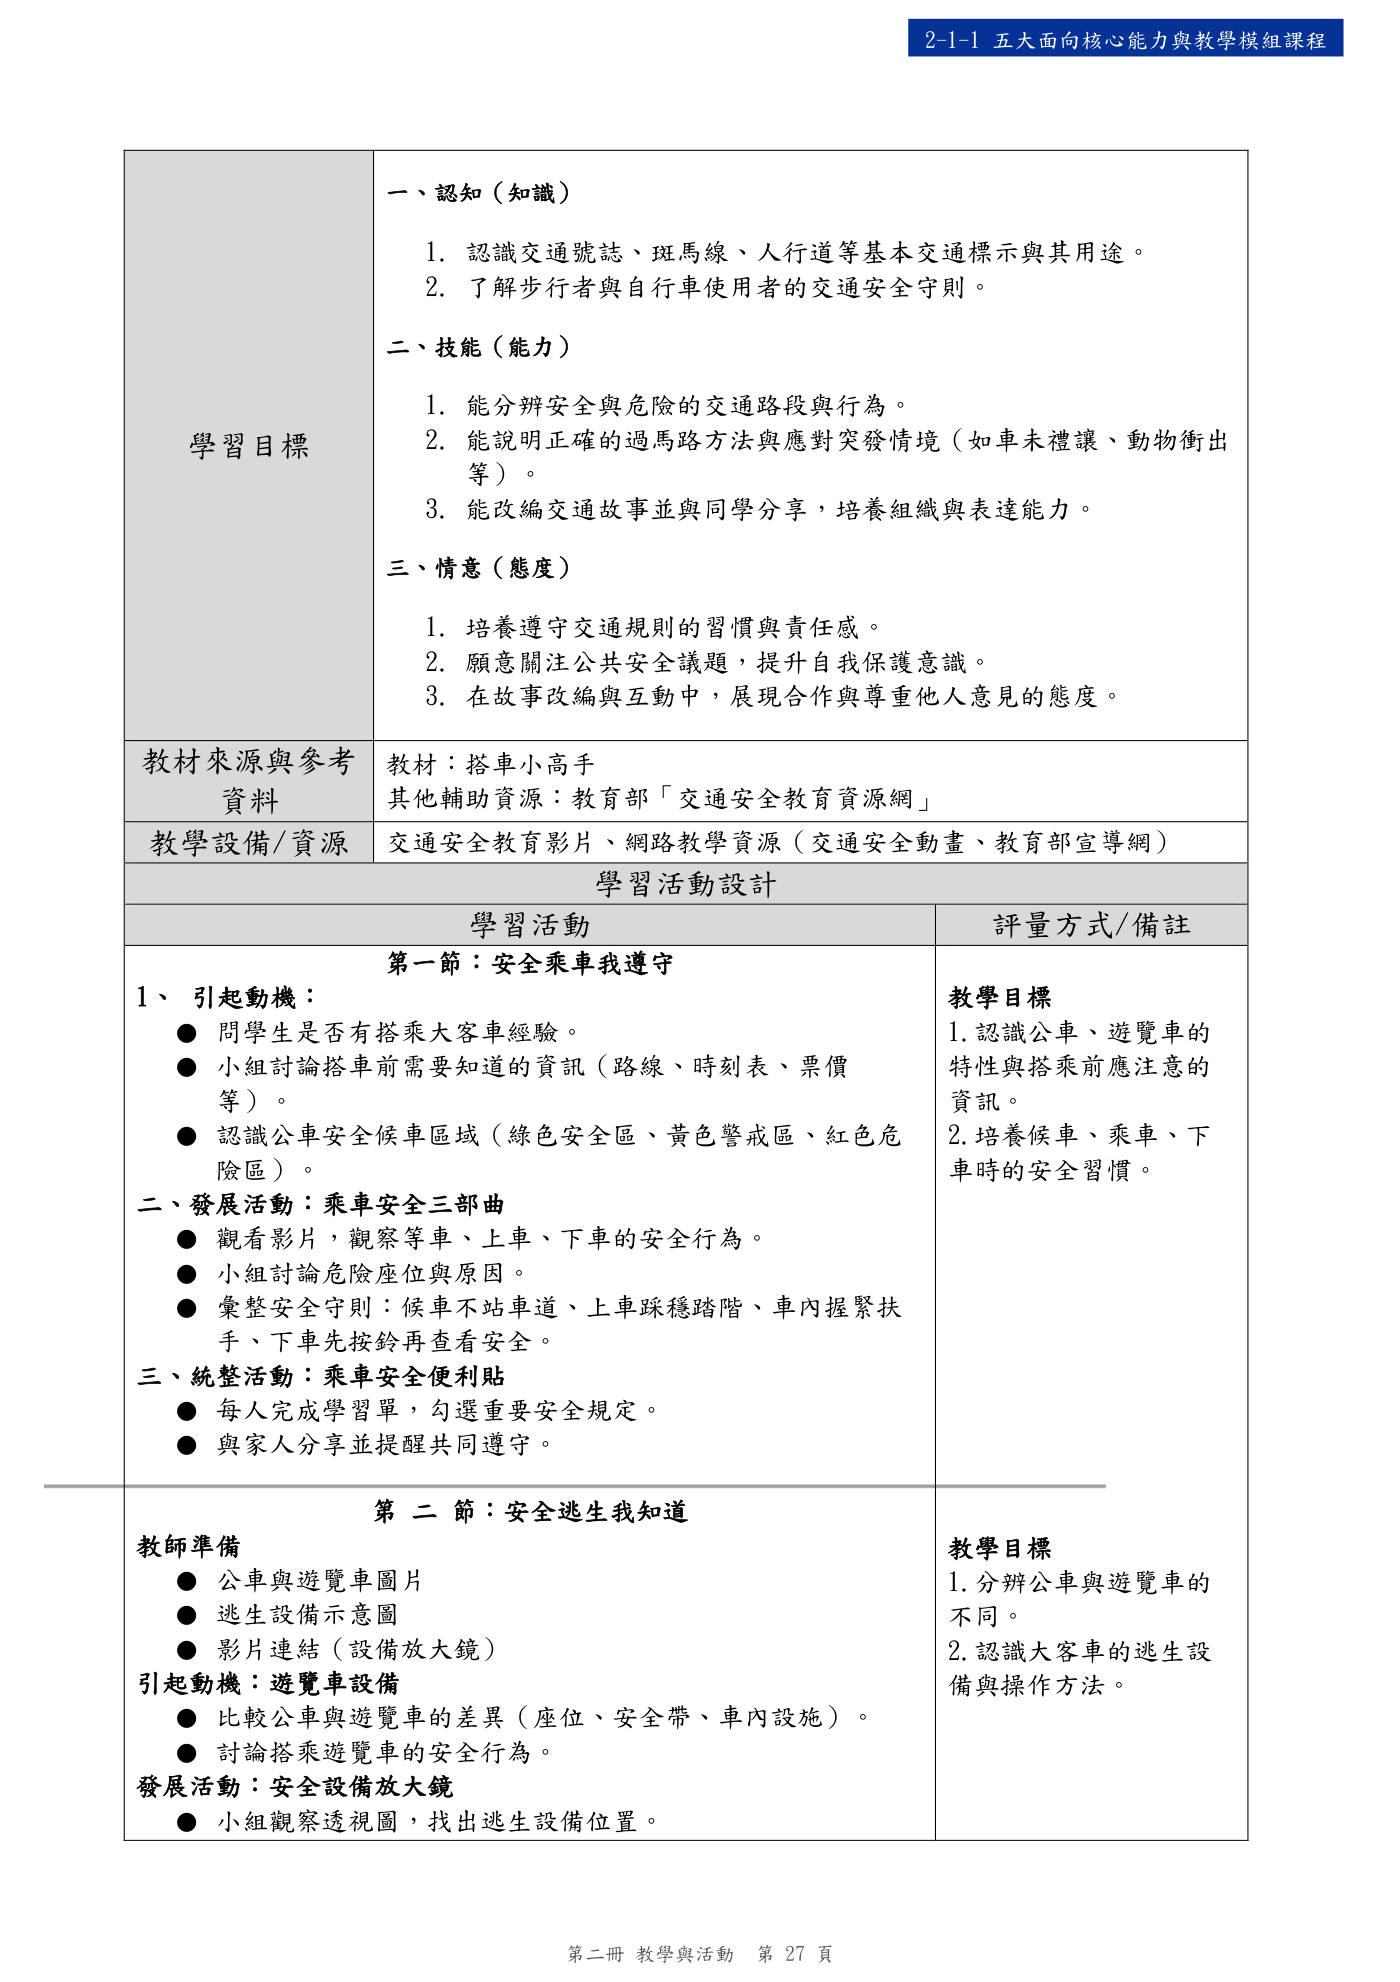 2-1-1 五大面向核心能力與教學模組課程
學習目標
一、認知（知識）
1. 認識交通號誌、斑馬線、人行道等基本交通標示與其用途。
2. 了解步行者與自行車使用者的交通安全守則。
二、技能（能力）
1. 能分辨安全與危險的交通路段與行為。
2. 能說明正確的過馬路方法與應對突發情境（如車未禮讓、動物衝出
等）。
3. 能改編交通故事並與同學分享，培養組織與表達能力。
三、情意（態度）
1. 培養遵守交通規則的習慣與責任感。
2. 願意關注公共安全議題，提升自我保護意識。
3. 在故事改編與互動中，展現合作與尊重他人意見的態度。
教材來源與參考
資料
教材：搭車小高手
其他輔助資源：教育部「交通安全教育資源網」
教學設備/資源
交通安全教育影片、網路教學資源（交通安全動畫、教育部宣導網）
學習活動設計
學習活動
評量方式/備註
第一節：安全乘車我遵守
1、 引起動機：
● 問學生是否有搭乘大客車經驗。
● 小組討論搭車前需要知道的資訊（路線、時刻表、票價
等）。
● 認識公車安全候車區域（綠色安全區、黃色警戒區、紅色危
險區）。
二、發展活動：乘車安全三部曲
● 觀看影片，觀察等車、上車、下車的安全行為。
● 小組討論危險座位與原因。
● 彙整安全守則：候車不站車道、上車踩穩踏階、車內握緊扶
手、下車先按鈴再查看安全。
三、統整活動：乘車安全便利貼
● 每人完成學習單，勾選重要安全規定。
● 與家人分享並提醒共同遵守。
教學目標
1.認識公車、遊覽車的
特性與搭乘前應注意的
資訊。
2.培養候車、乘車、下
車時的安全習慣。
第 二 節：安全逃生我知道
教師準備
● 公車與遊覽車圖片
● 逃生設備示意圖
● 影片連結（設備放大鏡）
引起動機：遊覽車設備
● 比較公車與遊覽車的差異（座位、安全帶、車內設施）。
● 討論搭乘遊覽車的安全行為。
發展活動：安全設備放大鏡
● 小組觀察透視圖，找出逃生設備位置。
教學目標
1.分辨公車與遊覽車的
不同。
2.認識大客車的逃生設
備與操作方法。
第二冊 教學與活動 第 27 頁